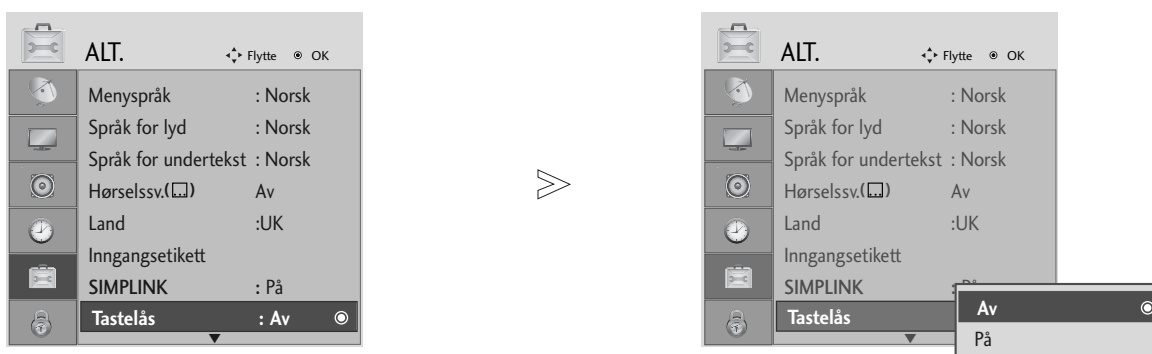 ALT. Flytte OK
Menyspråk : Norsk
Språk for lyd : Norsk
Språk for undertekst : Norsk
Hørselssv.( ) Av
Land :UK
Inngangsetikett
SIMPLINK : På
Tastelås : Av
ALT. Flytte OK
Menyspråk : Norsk
Språk for lyd : Norsk
Språk for undertekst : Norsk
Hørselssv.( ) Av
Land :UK
Inngangsetikett
SIMPLINK : På
Tastelås
Av
På